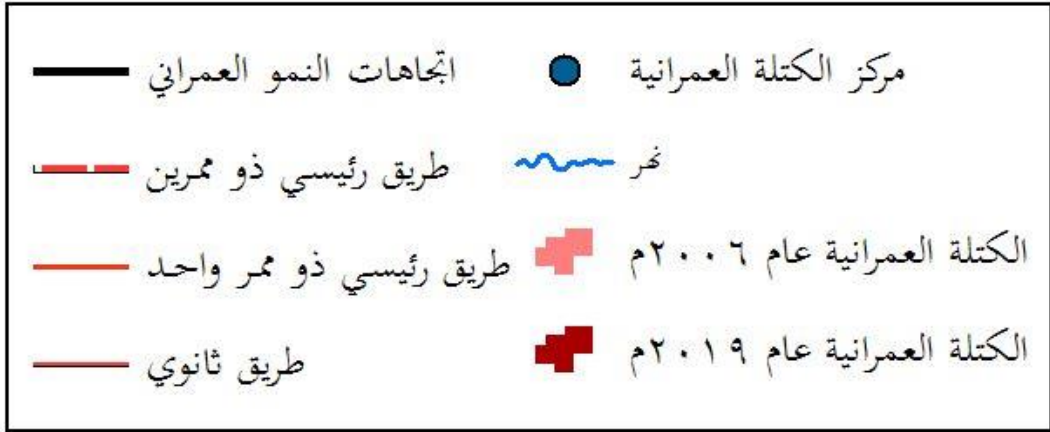 مركز الكتلة العمرانية
اتجاهات النمو العمراني
نهر
طريق رئيسي ذو ممرين
الكتلة العمرانية عام ٢٠٠٦م
طريق رئيسي ذو ممر واحد
الكتلة العمرانية عام ٢٠١٩م
طريق ثانوي